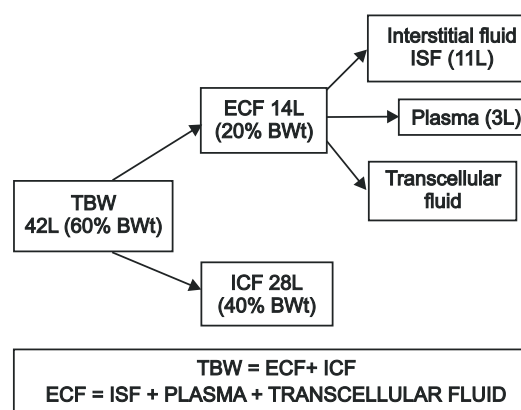 Interstitial fluid
ISF (11L)
ECF 14L
(20% BWt)
Plasma (3L)
Transcellular
fluid
TBW
42L (60% BWt)
ICF 28L
(40% BWt)
TBW = ECF+ ICF
ECF = ISF + PLASMA + TRANSCELLULAR FLUID